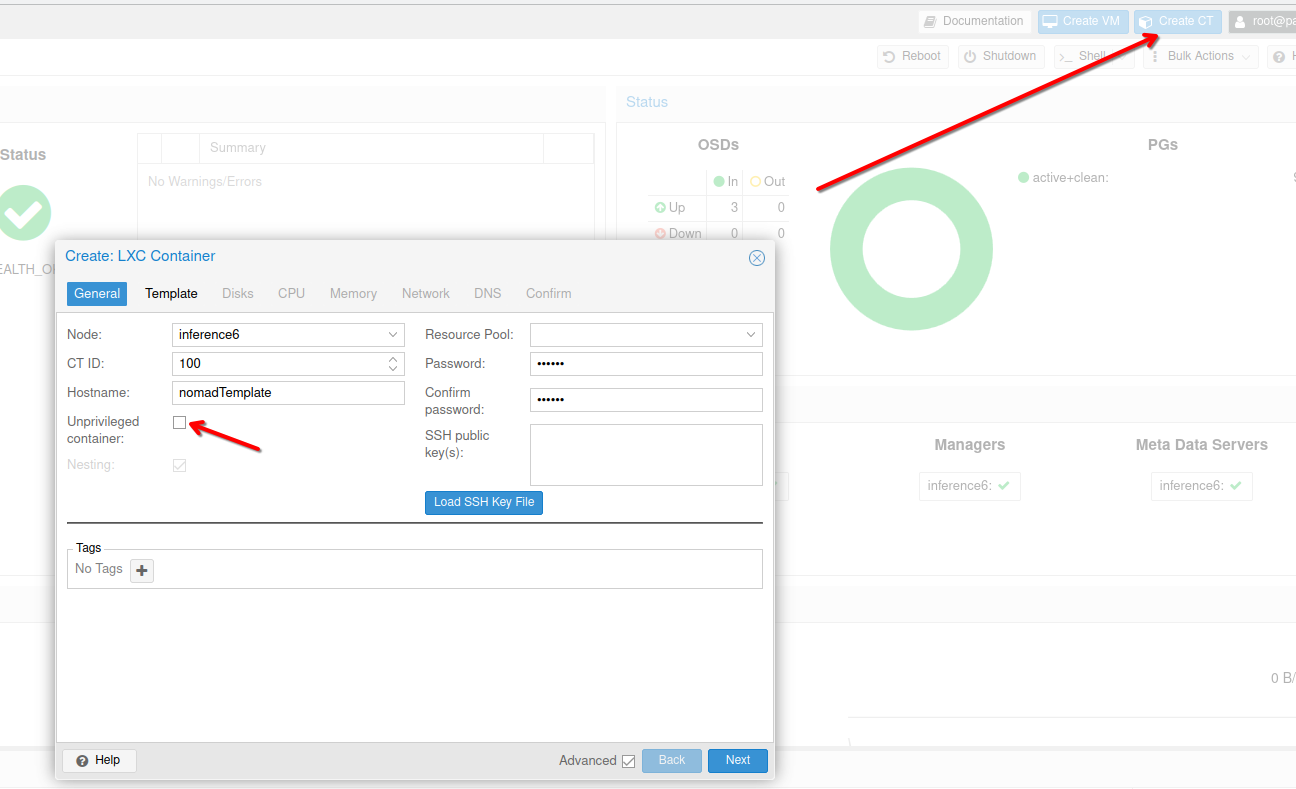 Documentation
Create VM
Create CT
root@pa
Reboot
Shutdown
Shell
Bulk Actions
Status
Status
Summary
No Warnings/Errors
EALTH_O
OSDs
In
Out
Up 3 0
Down 0 0
PGs
active+clean:
Create: LXC Container
General Template Disks CPU Memory Network DNS Confirm
Node: inference6
Resource Pool:
CT ID: 100
Password: ••••••
Hostname: nomadTemplate
Confirm
password: ••••••
Unprivileged
container:
SSH public
key(s):
Nesting:
Load SSH Key File
Tags
No Tags
Managers
inference6:
Meta Data Servers
inference6:
0 B/
Help
Advanced
Back
Next